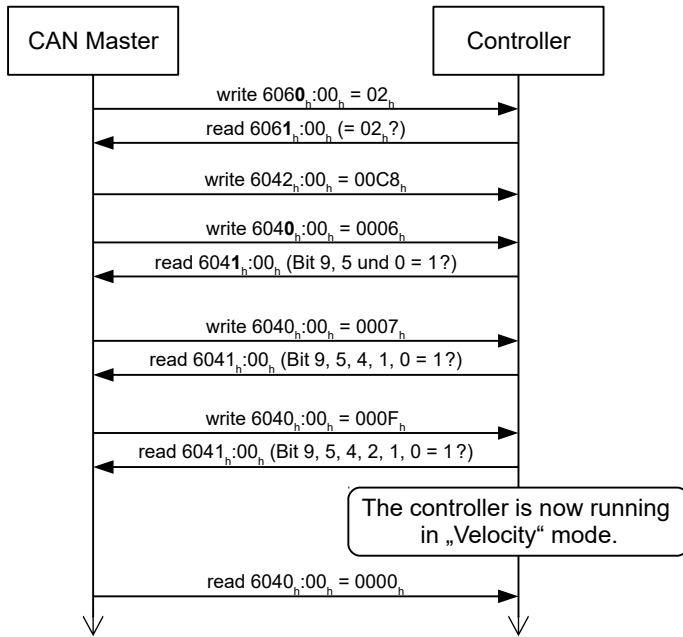 CAN Master
Controller
write 6060ₕ:00ₕ = 02ₕ
read 6061ₕ:00ₕ (= 02ₕ?)
write 6042ₕ:00ₕ = 00C8ₕ
write 6040ₕ:00ₕ = 0006ₕ
read 6041ₕ:00ₕ (Bit 9, 5 und 0 = 1?)
write 6040ₕ:00ₕ = 0007ₕ
read 6041ₕ:00ₕ (Bit 9, 5, 4, 1, 0 = 1?)
write 6040ₕ:00ₕ = 000Fₕ
read 6041ₕ:00ₕ (Bit 9, 5, 4, 2, 1, 0 = 1?)
The controller is now running
in „Velocity“ mode.
read 6040ₕ:00ₕ = 0000ₕ